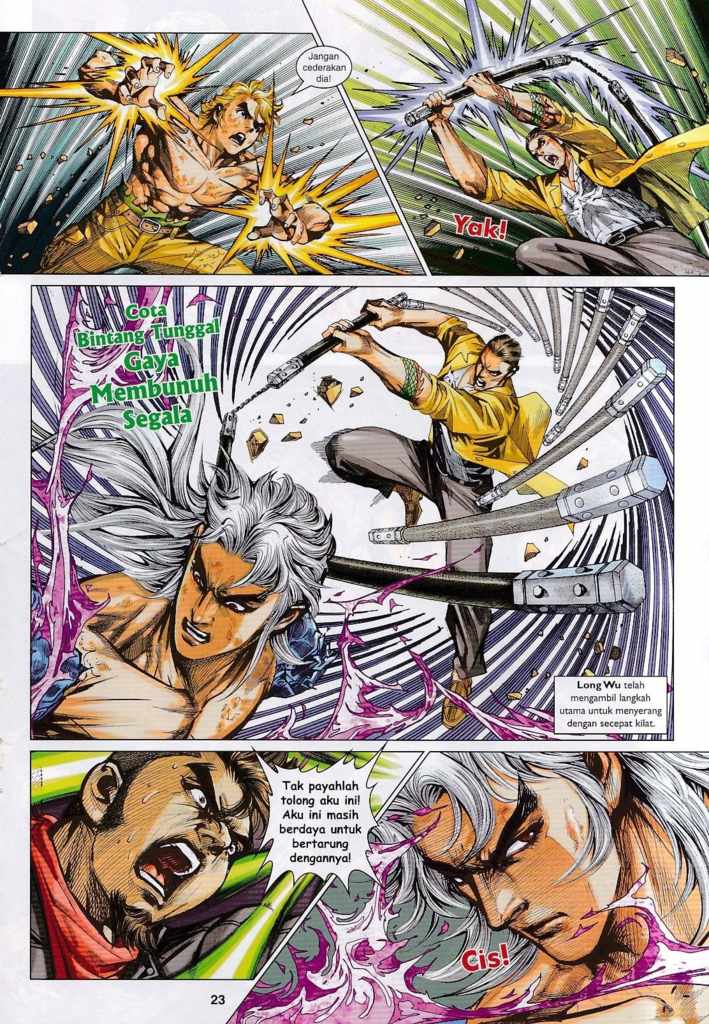 Jangan
cederakan
dia!
Yak!
Cota
Bintang Tunggal
Gaya
Membunuh
Segala
Long Wu telah
mengambil langkah
utama untuk menyerang
dengan secepat kilat.
Tak payahlah
tolong aku ini!
Aku ini masih
berdaya untuk
bertarung
dengannya!
Cis!
23